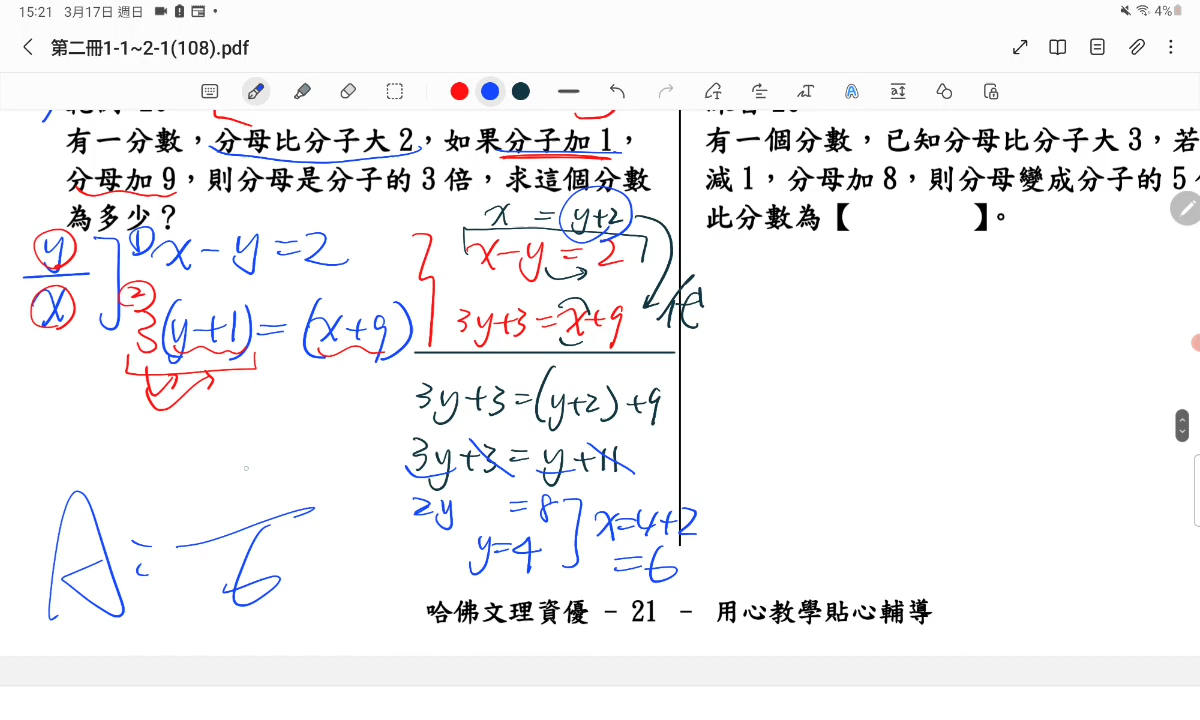 15:21 3月17日 週日 4%
第二冊1-1~2-1(108).pdf
有一分數，分母比分子大2，如果分子加1，
分母加9，則分母是分子的3倍，求這個分數
為多少？
y
x
① x-y=2
② 3(y+1)=(x+9)
x = y+2
x-y=2
3y+3=x+9
代
3y+3=(y+2)+9
3y+3=y+11
2y =8
y=4
x=4+2
=6
A: 6
有一個分數，已知分母比分子大3，若
減1，分母加8，則分母變成分子的5
此分數為【 】。
哈佛文理資優 - 21 - 用心教學貼心輔導